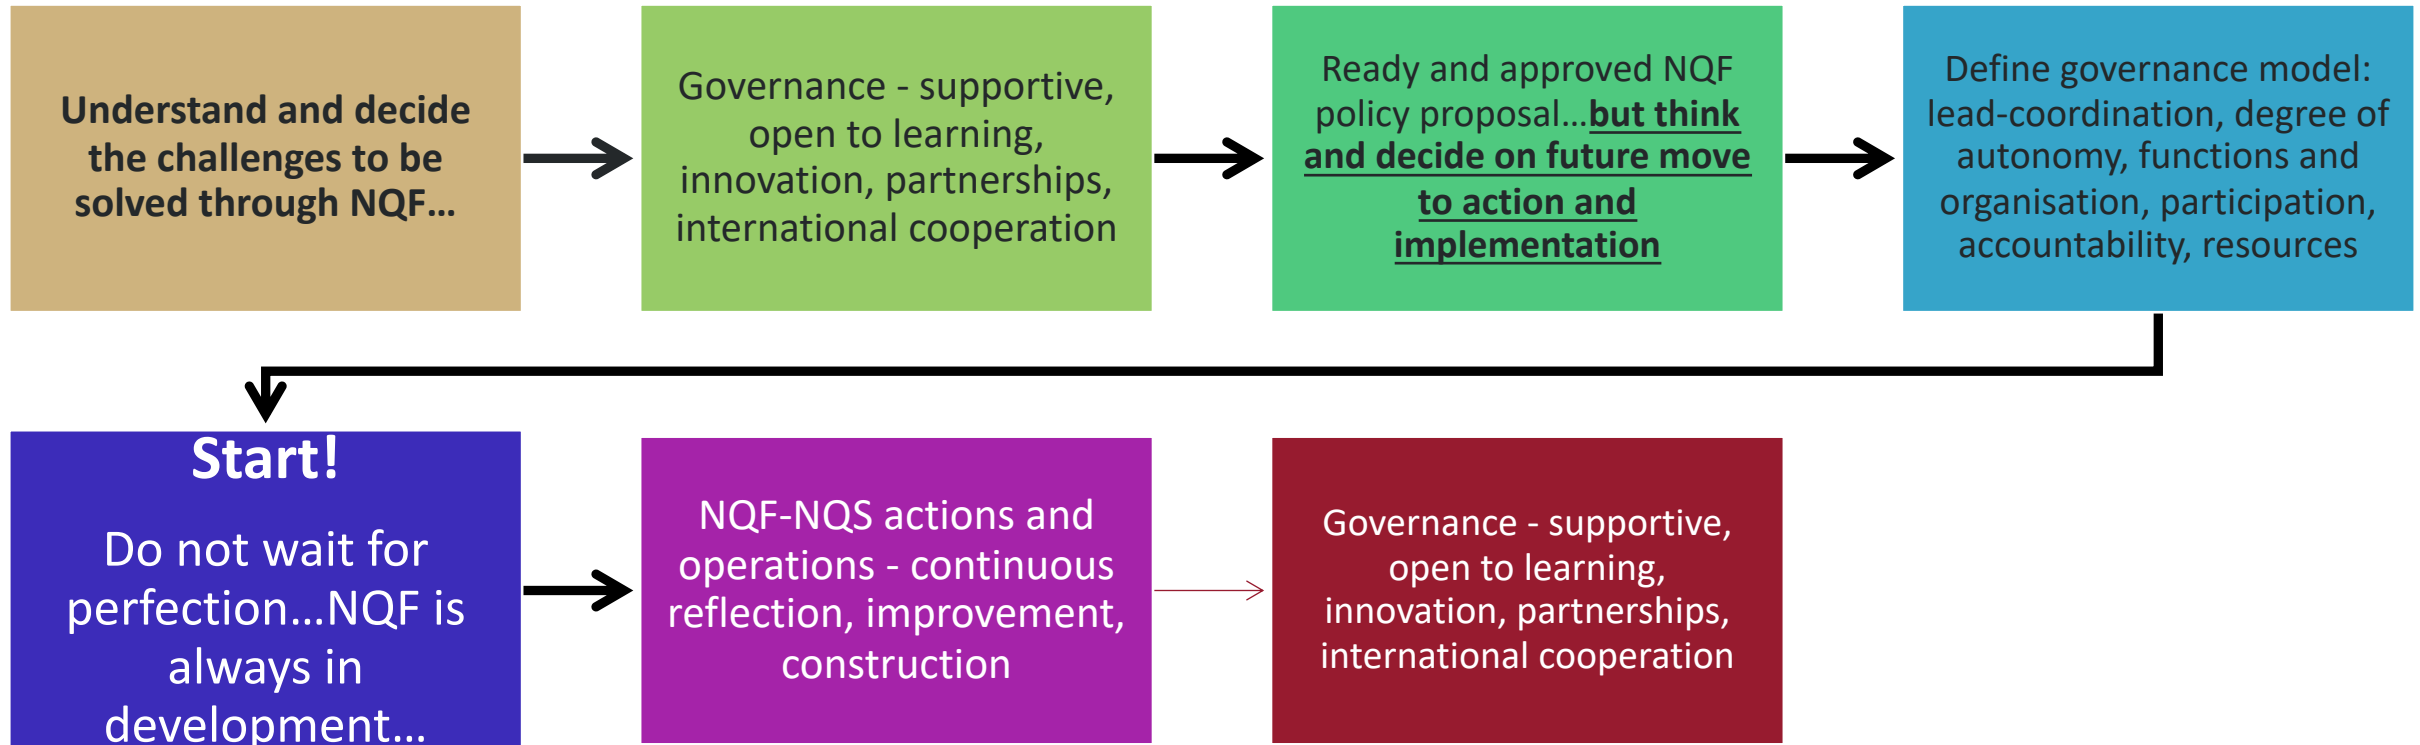 Understand and decide
the challenges to be
solved through NQF...
Governance - supportive,
open to learning,
innovation, partnerships,
international cooperation
Ready and approved NQF
policy proposal...but think
and decide on future move
to action and
implementation
Define governance model:
lead-coordination, degree of
autonomy, functions and
organisation, participation,
accountability, resources
Start!
Do not wait for
perfection...NQF is
always in
development...
NQF-NQS actions and
operations - continuous
reflection, improvement,
construction
Governance - supportive,
open to learning,
innovation, partnerships,
international cooperation